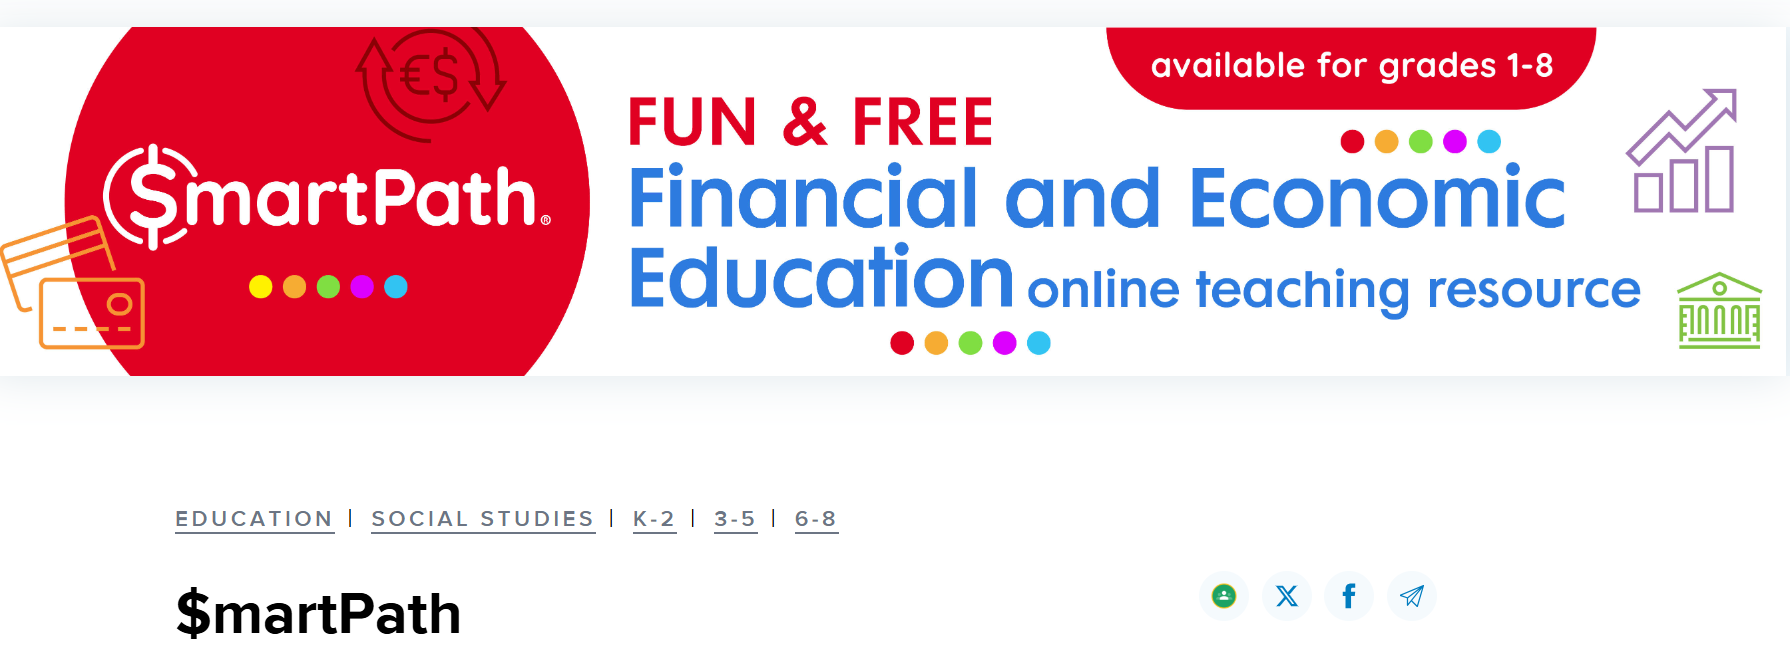 available for grades 1-8
€$
$martPath®
FUN & FREE
Financial and Economic
Education online teaching resource
EDUCATION | SOCIAL STUDIES | K-2 | 3-5 | 6-8
$martPath